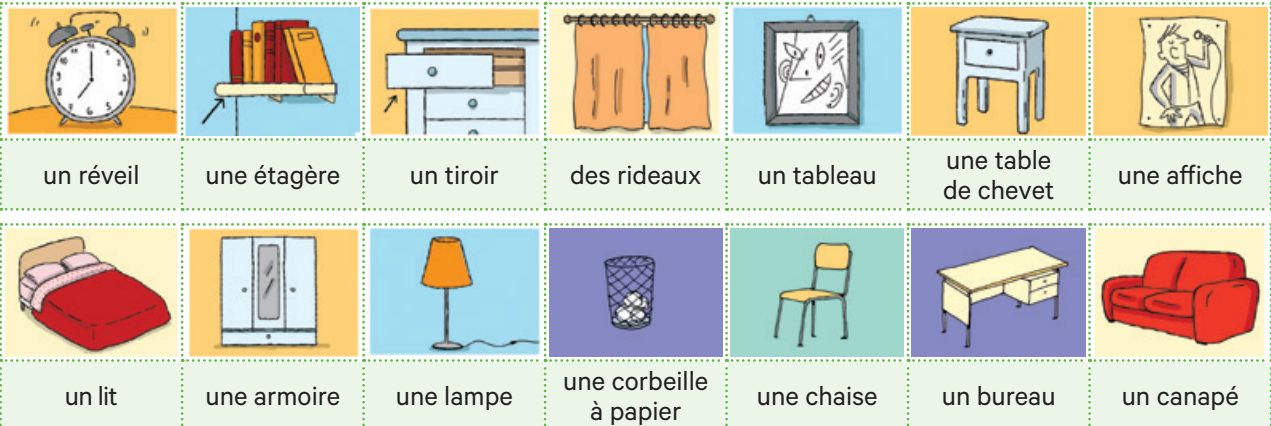 un réveil
une étagère
un tiroir
des rideaux
un tableau
une table
de chevet
une affiche
un lit
une armoire
une lampe
une corbeille
à papier
une chaise
un bureau
un canapé